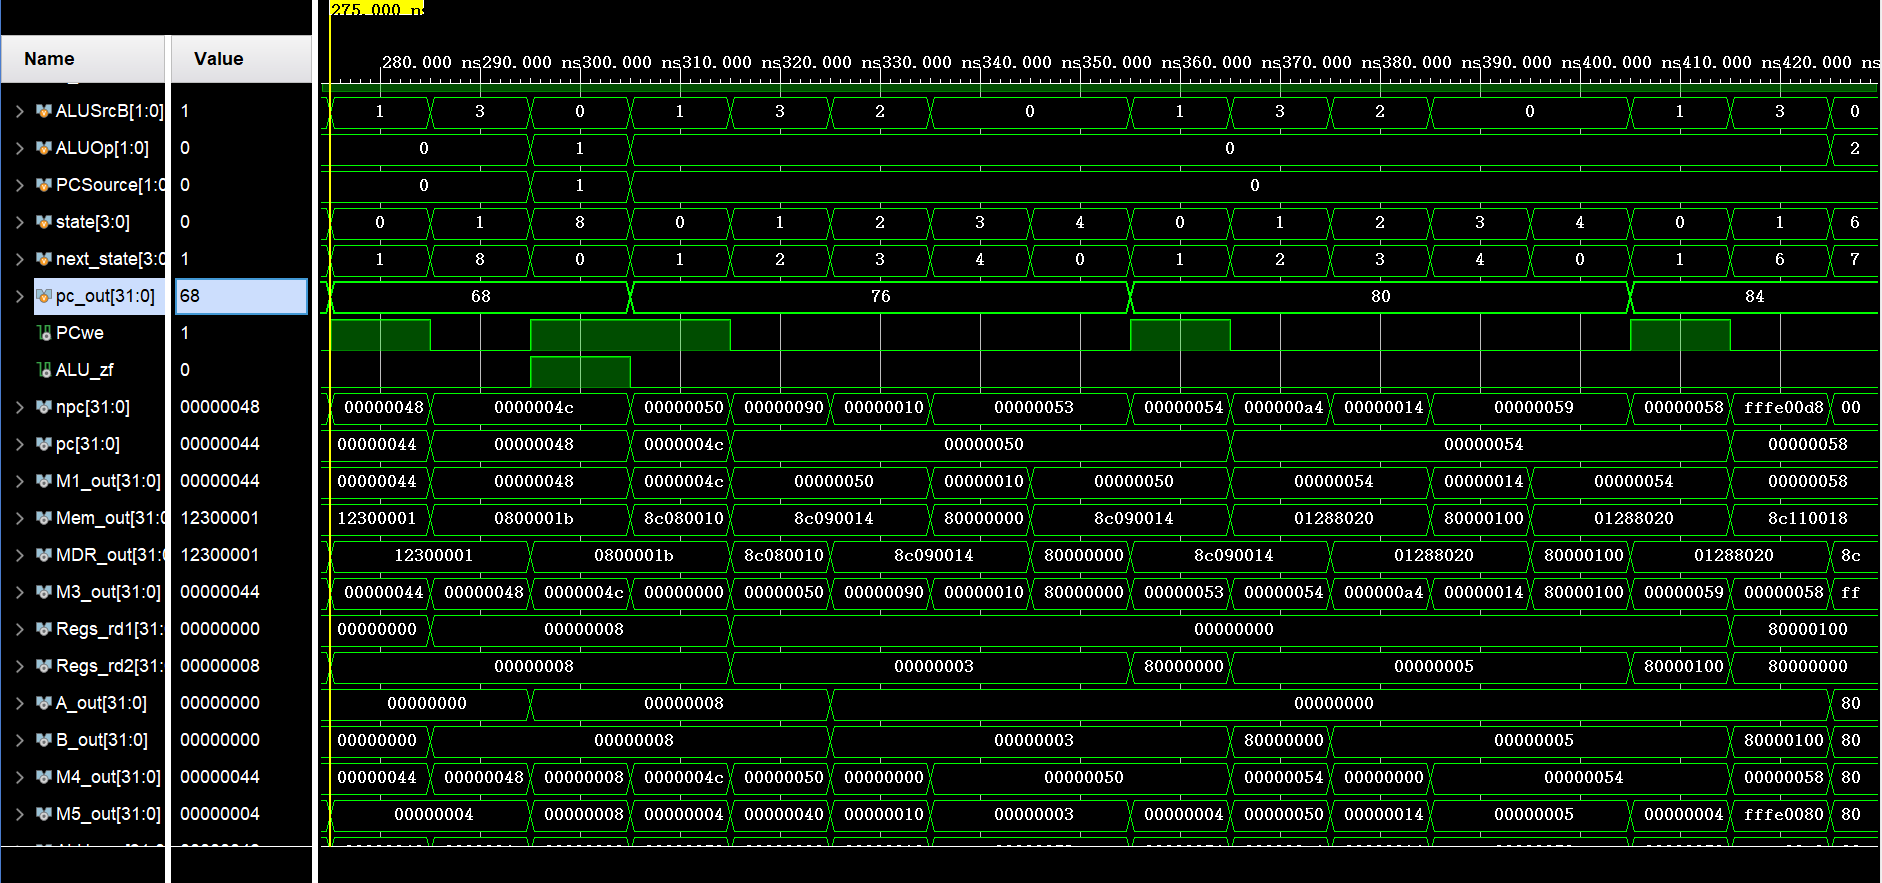 275.000 ns
Name Value
280.000 ns 290.000 ns 300.000 ns 310.000 ns 320.000 ns 330.000 ns 340.000 ns 350.000 ns 360.000 ns 370.000 ns 380.000 ns 390.000 ns 400.000 ns 410.000 ns 420.000 ns
ALUSrcB[1:0] 1 1 3 0 1 3 2 0 1 3 2 0 1 3 0
ALUOp[1:0] 0 0 1 0 2
PCSource[1:0 0 0 1 0
state[3:0] 0 0 1 8 0 1 2 3 4 0 1 2 3 4 0 1 6
next_state[3:0 1 1 8 0 1 2 3 4 0 1 2 3 4 0 1 6 7
pc_out[31:0] 68 68 76 80 84
PCwe 1
ALU_zf 0
npc[31:0] 00000048 00000048 0000004c 00000050 00000090 00000010 00000053 00000054 000000a4 00000014 00000059 00000058 fffe00d8 00
pc[31:0] 00000044 00000044 00000048 0000004c 00000050 00000054 00000058
M1_out[31:0] 00000044 00000044 00000048 0000004c 00000050 00000010 00000050 00000054 00000014 00000054 00000058
Mem_out[31:0 12300001 12300001 0800001b 8c080010 8c090014 80000000 8c090014 01288020 80000100 01288020 8c110018
MDR_out[31:0 12300001 12300001 0800001b 8c080010 8c090014 80000000 8c090014 01288020 80000100 01288020 8c
M3_out[31:0] 00000044 00000044 00000048 0000004c 00000000 00000050 00000090 00000010 80000000 00000053 00000054 000000a4 00000014 80000100 00000059 00000058 ff
Regs_rd1[31: 00000000 00000000 00000008 00000000 80000100
Regs_rd2[31: 00000008 00000008 00000003 80000000 00000005 80000100 80000000
A_out[31:0] 00000000 00000000 00000008 00000000 80
B_out[31:0] 00000000 00000000 00000008 00000003 80000000 00000005 80000100 80
M4_out[31:0] 00000044 00000044 00000048 00000008 0000004c 00000050 00000000 00000050 00000054 00000000 00000054 00000058 80
M5_out[31:0] 00000004 00000004 00000008 00000004 00000040 00000010 00000003 00000004 00000050 00000014 00000005 00000004 fffe0080 80